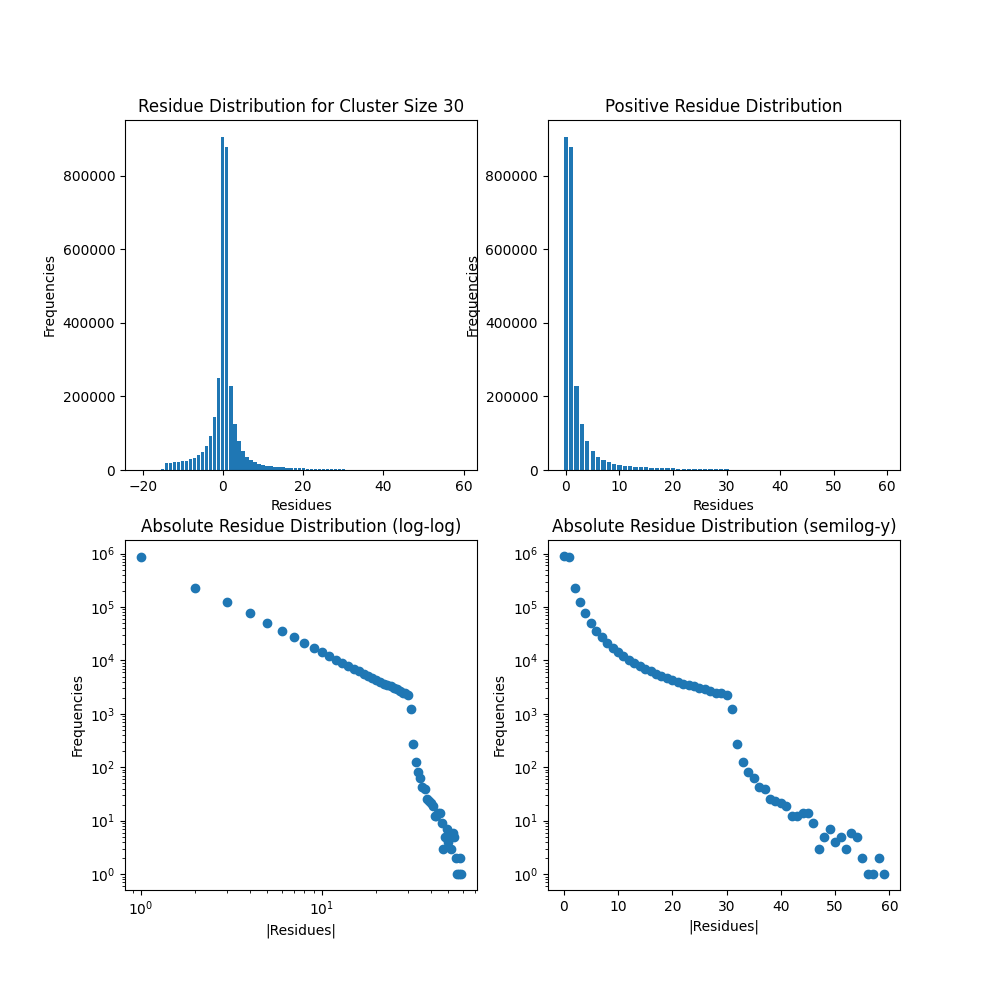 Residue Distribution for Cluster Size 30
Frequencies
800000
600000
400000
200000
0
−20 0 20 40 60
Residues
Positive Residue Distribution
Frequencies
800000
600000
400000
200000
0
0 10 20 30 40 50 60
Residues
Absolute Residue Distribution (log-log)
Frequencies
10⁶
10⁵
10⁴
10³
10²
10¹
10⁰
10⁰ 10¹
|Residues|
Absolute Residue Distribution (semilog-y)
Frequencies
10⁶
10⁵
10⁴
10³
10²
10¹
10⁰
0 10 20 30 40 50 60
|Residues|